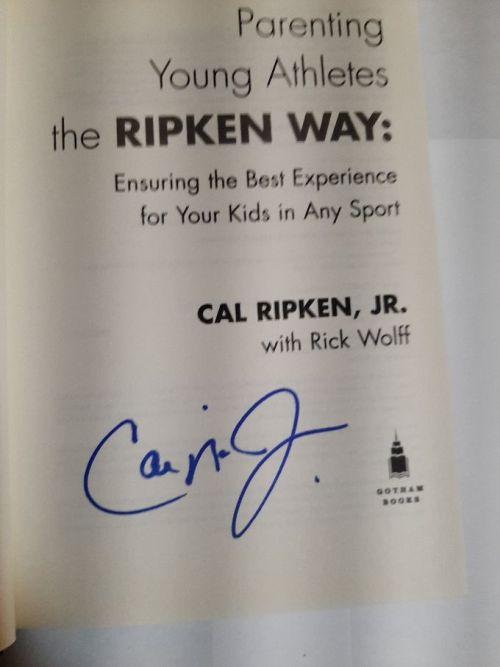 Parenting
Young Athletes
the RIPKEN WAY:
Ensuring the Best Experience
for Your Kids in Any Sport
CAL RIPKEN, JR.
with Rick Wolff
GOTHAM
BOOKS